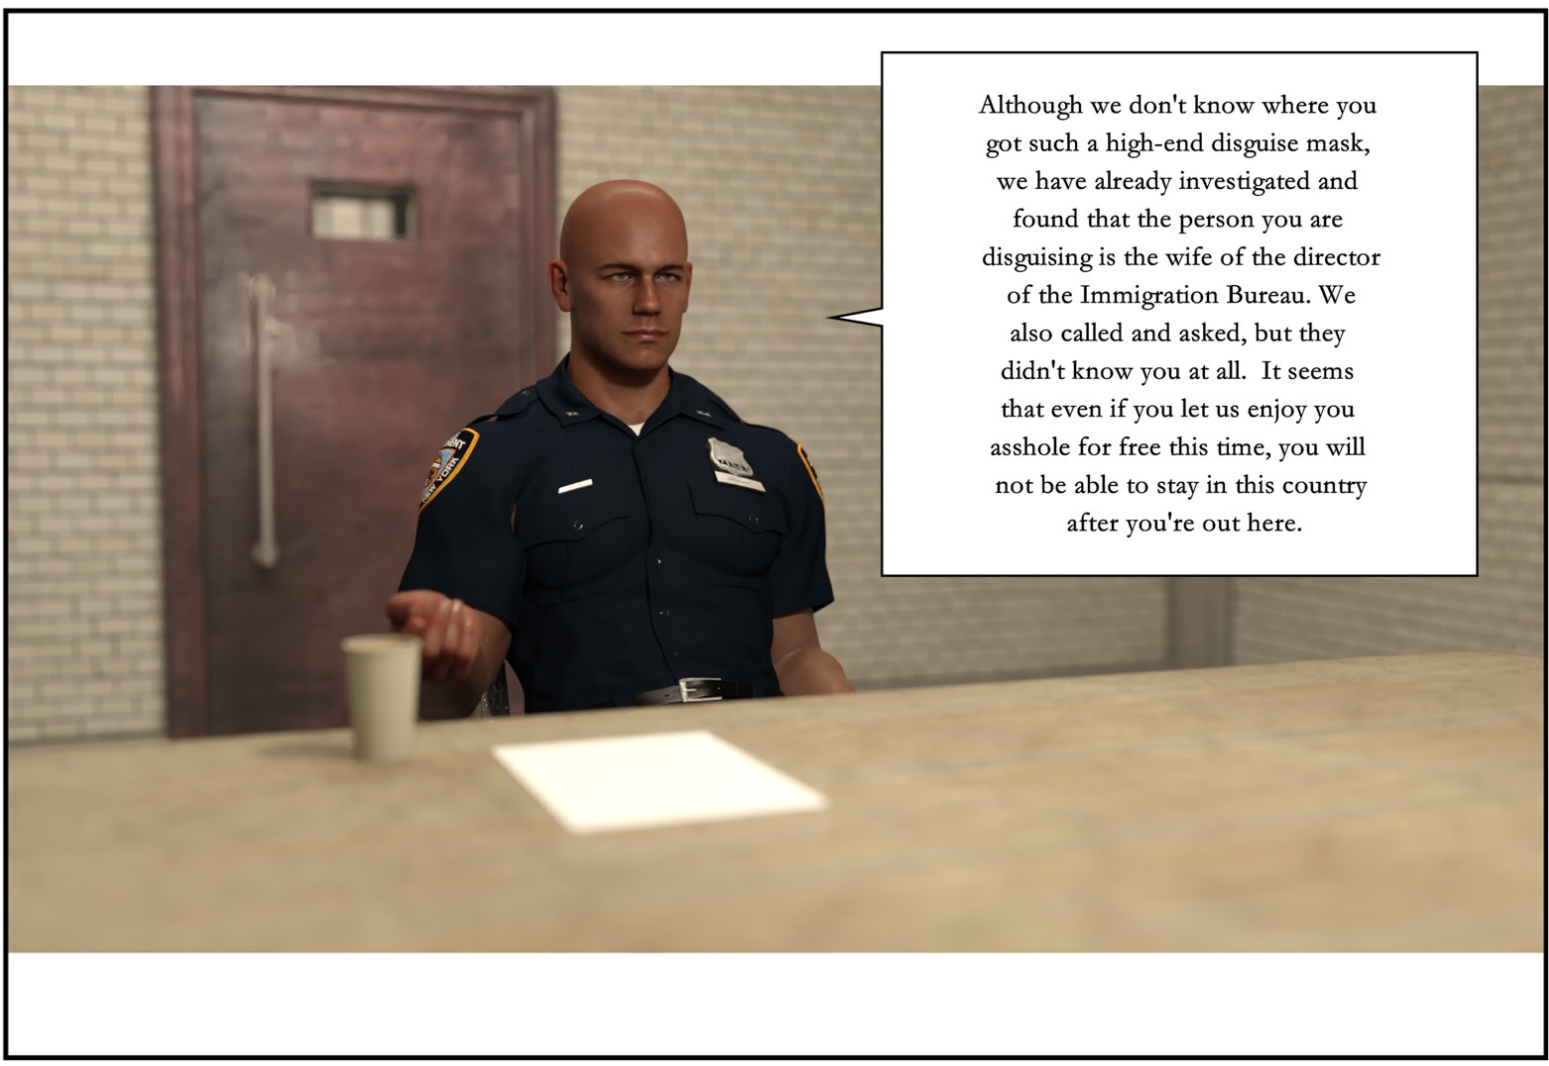 Although we don't know where you
got such a high-end disguise mask,
we have already investigated and
found that the person you are
disguising is the wife of the director
of the Immigration Bureau. We
also called and asked, but they
didn't know you at all.  It seems
that even if you let us enjoy you
asshole for free this time, you will
not be able to stay in this country
after you're out here.
NEW YORK